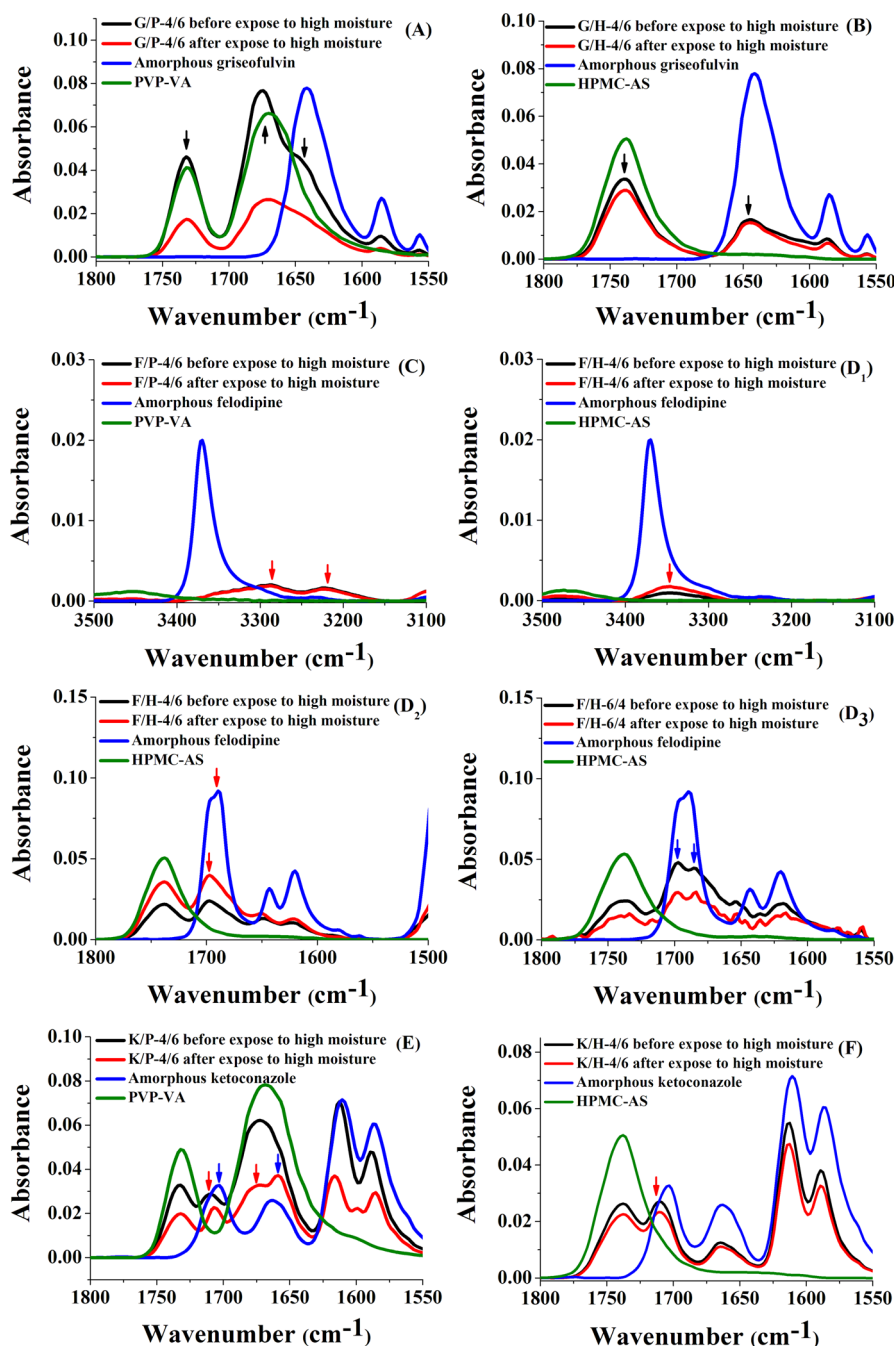 G/P-4/6 before expose to high moisture
G/P-4/6 after expose to high moisture
Amorphous griseofulvin
PVP-VA
(A)
Absorbance
0.10
0.08
0.06
0.04
0.02
0.00
1800 1750 1700 1650 1600 1550
Wavenumber (cm-1)
G/H-4/6 before expose to high moisture
G/H-4/6 after expose to high moisture
Amorphous griseofulvin
HPMC-AS
(B)
Absorbance
0.10
0.08
0.06
0.04
0.02
0.00
1800 1750 1700 1650 1600 1550
Wavenumber (cm-1)
F/P-4/6 before expose to high moisture
F/P-4/6 after expose to high moisture
Amorphous felodipine
PVP-VA
(C)
Absorbance
0.03
0.02
0.01
0.00
3500 3400 3300 3200 3100
Wavenumber (cm-1)
F/H-4/6 before expose to high moisture
F/H-4/6 after expose to high moisture
Amorphous felodipine
HPMC-AS
(D1)
Absorbance
0.03
0.02
0.01
0.00
3500 3400 3300 3200 3100
Wavenumber (cm-1)
F/H-4/6 before expose to high moisture
F/H-4/6 after expose to high moisture
Amorphous felodipine
HPMC-AS
(D2)
Absorbance
0.15
0.10
0.05
0.00
1800 1700 1600 1500
Wavenumber (cm-1)
F/H-6/4 before expose to high moisture
F/H-6/4 after expose to high moisture
Amorphous felodipine
HPMC-AS
(D3)
Absorbance
0.15
0.10
0.05
0.00
1800 1750 1700 1650 1600 1550
Wavenumber (cm-1)
K/P-4/6 before expose to high moisture
K/P-4/6 after expose to high moisture
Amorphous ketoconazole
PVP-VA
(E)
Absorbance
0.10
0.08
0.06
0.04
0.02
0.00
1800 1750 1700 1650 1600 1550
Wavenumber (cm-1)
K/H-4/6 before expose to high moisture
K/H-4/6 after expose to high moisture
Amorphous ketoconazole
HPMC-AS
(F)
Absorbance
0.08
0.06
0.04
0.02
0.00
1800 1750 1700 1650 1600 1550
Wavenumber (cm-1)